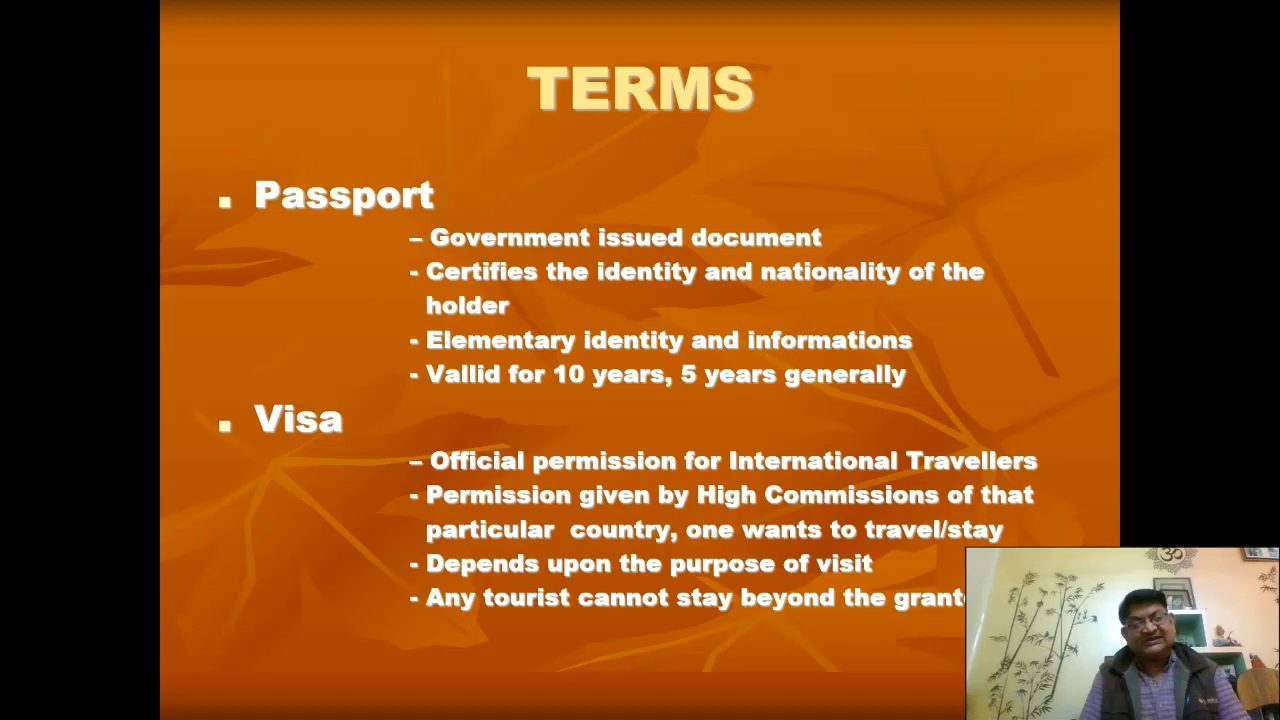 TERMS
▪ Passport
– Government issued document
- Certifies the identity and nationality of the
holder
- Elementary identity and informations
- Vallid for 10 years, 5 years generally
▪ Visa
– Official permission for International Travellers
- Permission given by High Commissions of that
particular country, one wants to travel/stay
- Depends upon the purpose of visit
- Any tourist cannot stay beyond the
ॐ